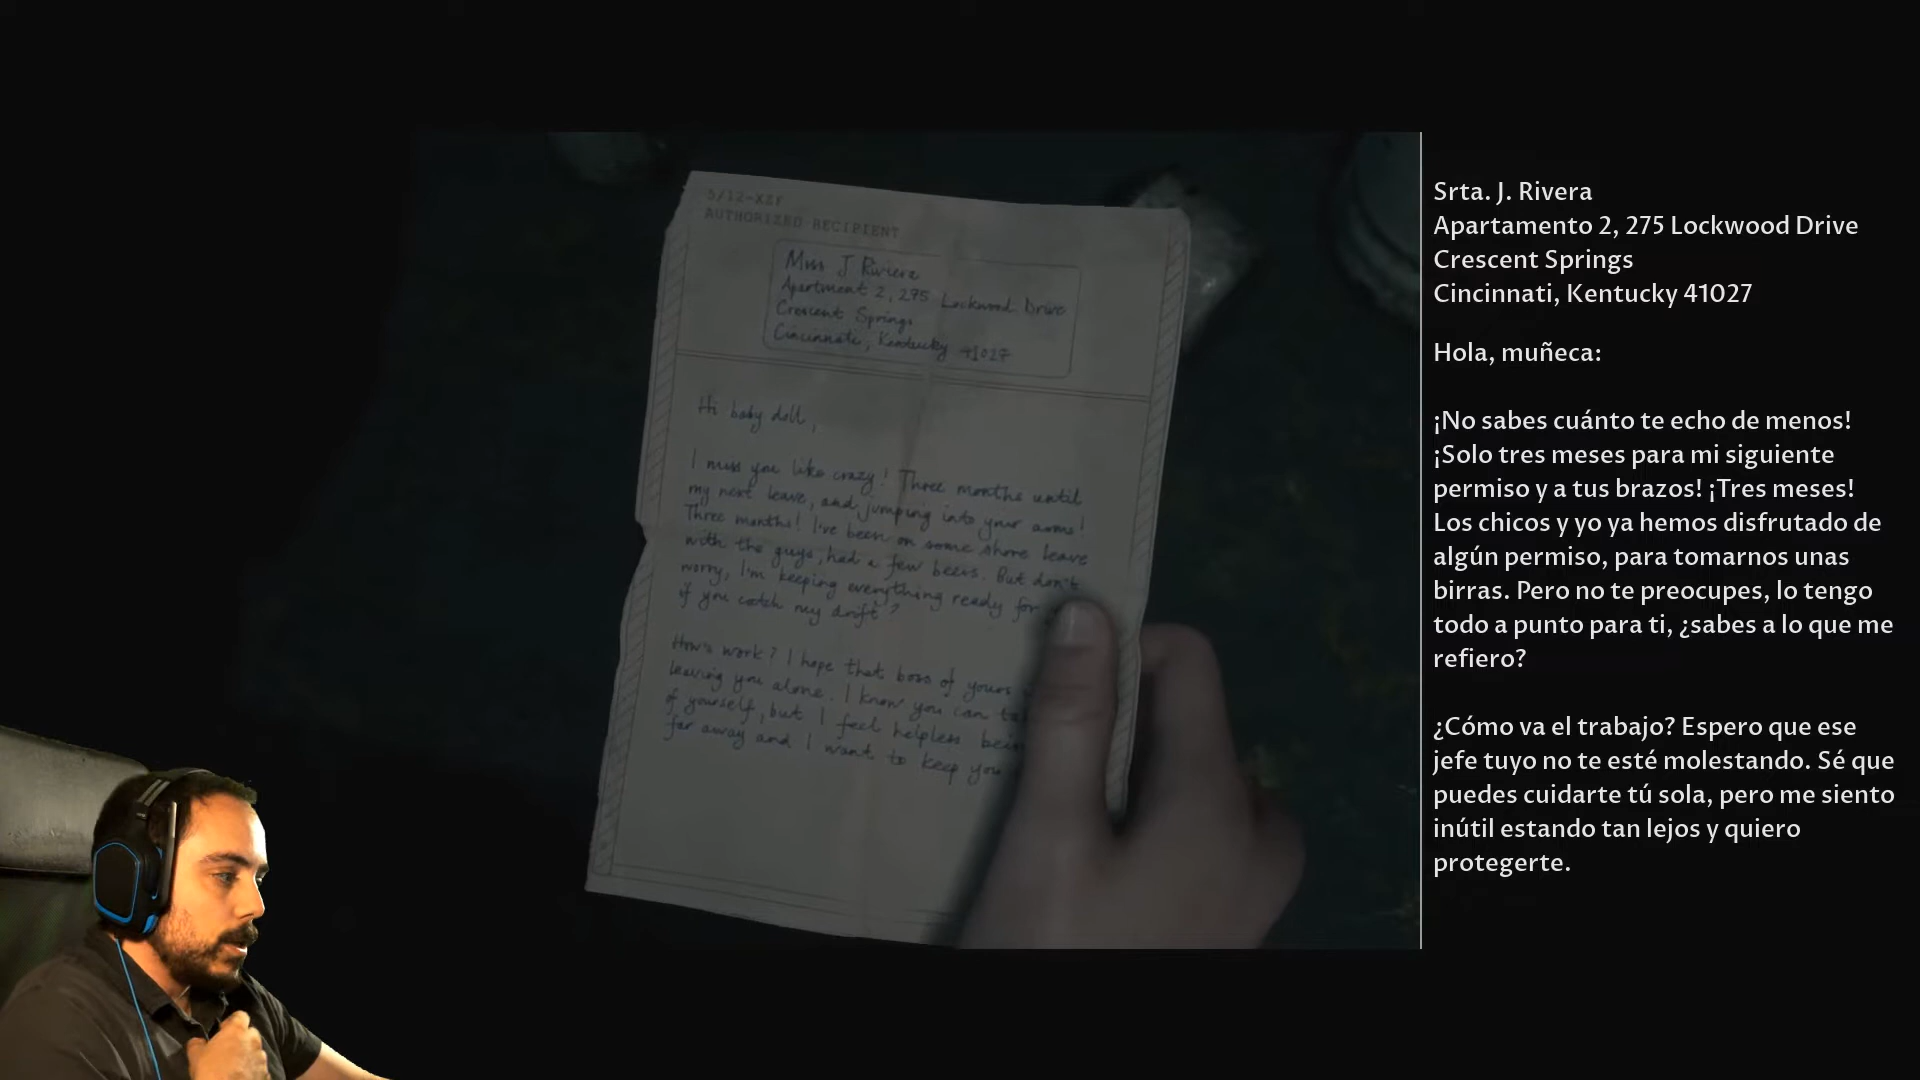 5/12-XZF
AUTHORIZED RECIPIENT
Miss J Riviera
Apartment 2, 275 Lockwood Drive
Crescent Springs
Cincinnati, Kentucky 41027
Hi baby doll,
I miss you like crazy! Three months until
my next leave, and jumping into your arms!
Three months! I've been on some shore leave
with the guys, had a few beers. But don't
worry, I'm keeping everything ready for
if you catch my drift?
How's work? I hope that boss of yours
leaving you alone. I know you can
of yourself, but I feel helpless
far away and I want to keep you
Srta. J. Rivera
Apartamento 2, 275 Lockwood Drive
Crescent Springs
Cincinnati, Kentucky 41027
Hola, muñeca:
¡No sabes cuánto te echo de menos!
¡Solo tres meses para mi siguiente
permiso y a tus brazos! ¡Tres meses!
Los chicos y yo ya hemos disfrutado de
algún permiso, para tomarnos unas
birras. Pero no te preocupes, lo tengo
todo a punto para ti, ¿sabes a lo que me
refiero?
¿Cómo va el trabajo? Espero que ese
jefe tuyo no te esté molestando. Sé que
puedes cuidarte tú sola, pero me siento
inútil estando tan lejos y quiero
protegerte.